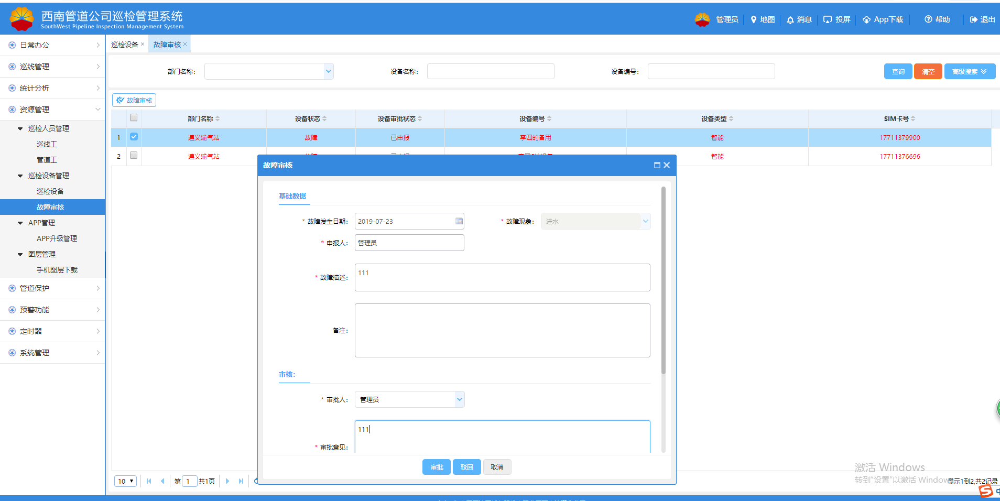 西南管道公司巡检管理系统
SouthWest Pipeline Inspection Management System
管理员 地图 消息 投屏 App下载 帮助 退出
日常办公
巡线管理
统计分析
资源管理
巡检人员管理
巡线工
管道工
巡检设备管理
巡检设备
故障审核
APP管理
APP升级管理
图层管理
手机图层下载
管道保护
预警功能
定时器
系统管理
巡检设备 × 故障审核 ×
部门名称: 设备名称: 设备编号: 查询 清空 高级搜索
故障审核
部门名称 设备状态 设备审批状态 设备编号 设备类型 SIM卡号
1 遵义输气站 故障 已申报 李四的备用 智能 17711379900
2 遵义输气站 智能 17711376696
故障审核
基础数据
* 故障发生日期: 2019-07-23 * 故障现象: 进水
* 申报人: 管理员
* 故障描述: 111
备注:
审核:
* 审批人: 管理员
111
* 审批意见:
审批 驳回 取消
10 第 1 共1页
激活 Windows
转到"设置"以激活 Window
显示1到2,共2记录